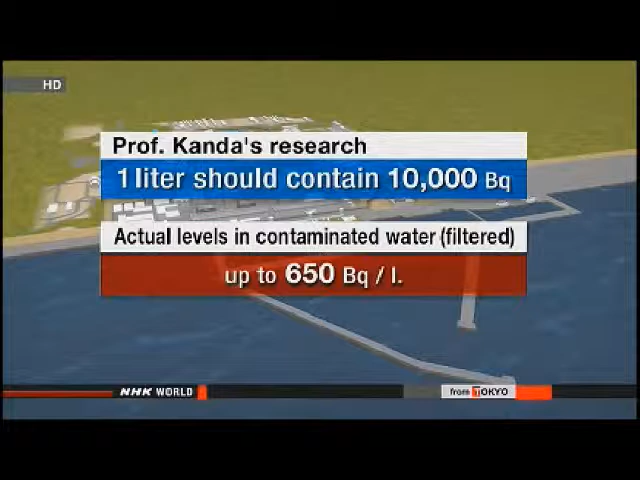 HD
Prof. Kanda's research
1 liter should contain 10,000 Bq
Actual levels in contaminated water (filtered)
up to 650 Bq / l.
NHK WORLD
from TOKYO